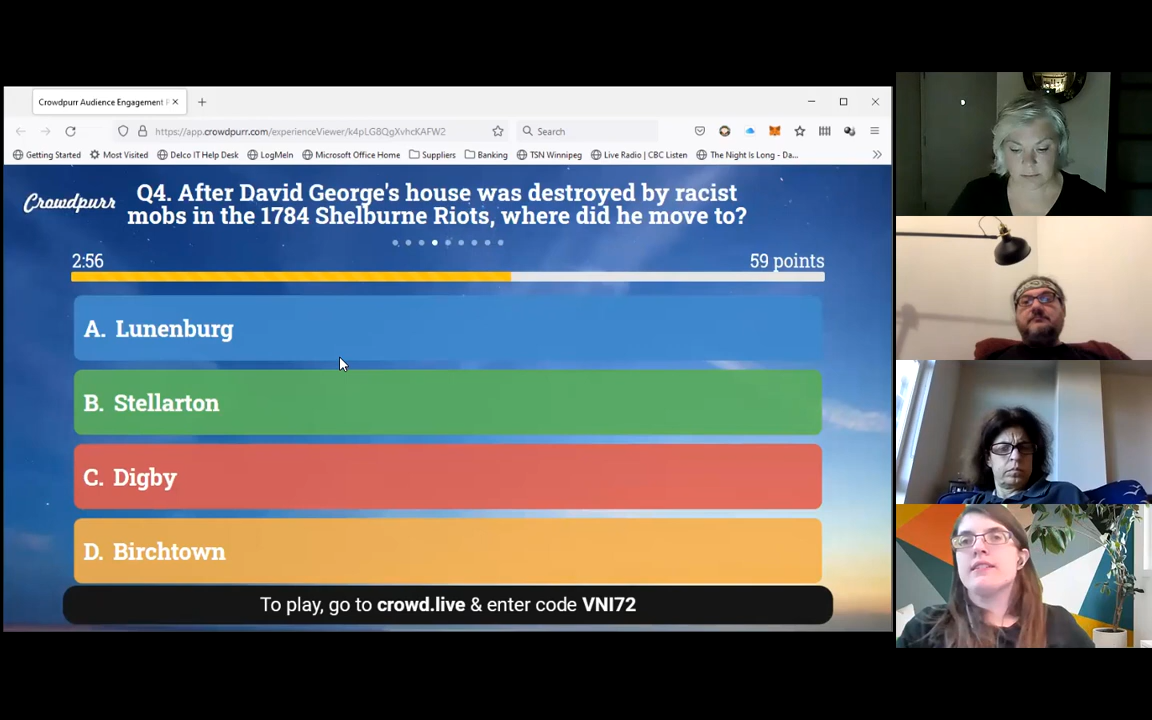 Crowdpurr Audience Engagement
https://app.crowdpurr.com/experienceViewer/k4pLG8QgXvhcKAFW2
Search
Getting Started
Most Visited
Delco IT Help Desk
LogMeIn
Microsoft Office Home
Suppliers
Banking
TSN Winnipeg
Live Radio | CBC Listen
The Night Is Long - Da...
Crowdpurr
Q4. After David George's house was destroyed by racist
mobs in the 1784 Shelburne Riots, where did he move to?
2:56
59 points
A. Lunenburg
B. Stellarton
C. Digby
D. Birchtown
To play, go to crowd.live & enter code VNI72